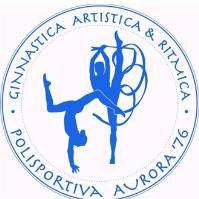 GINNASTICA ARTISTICA & RITMICA
POLISPORTIVA AURORA '76